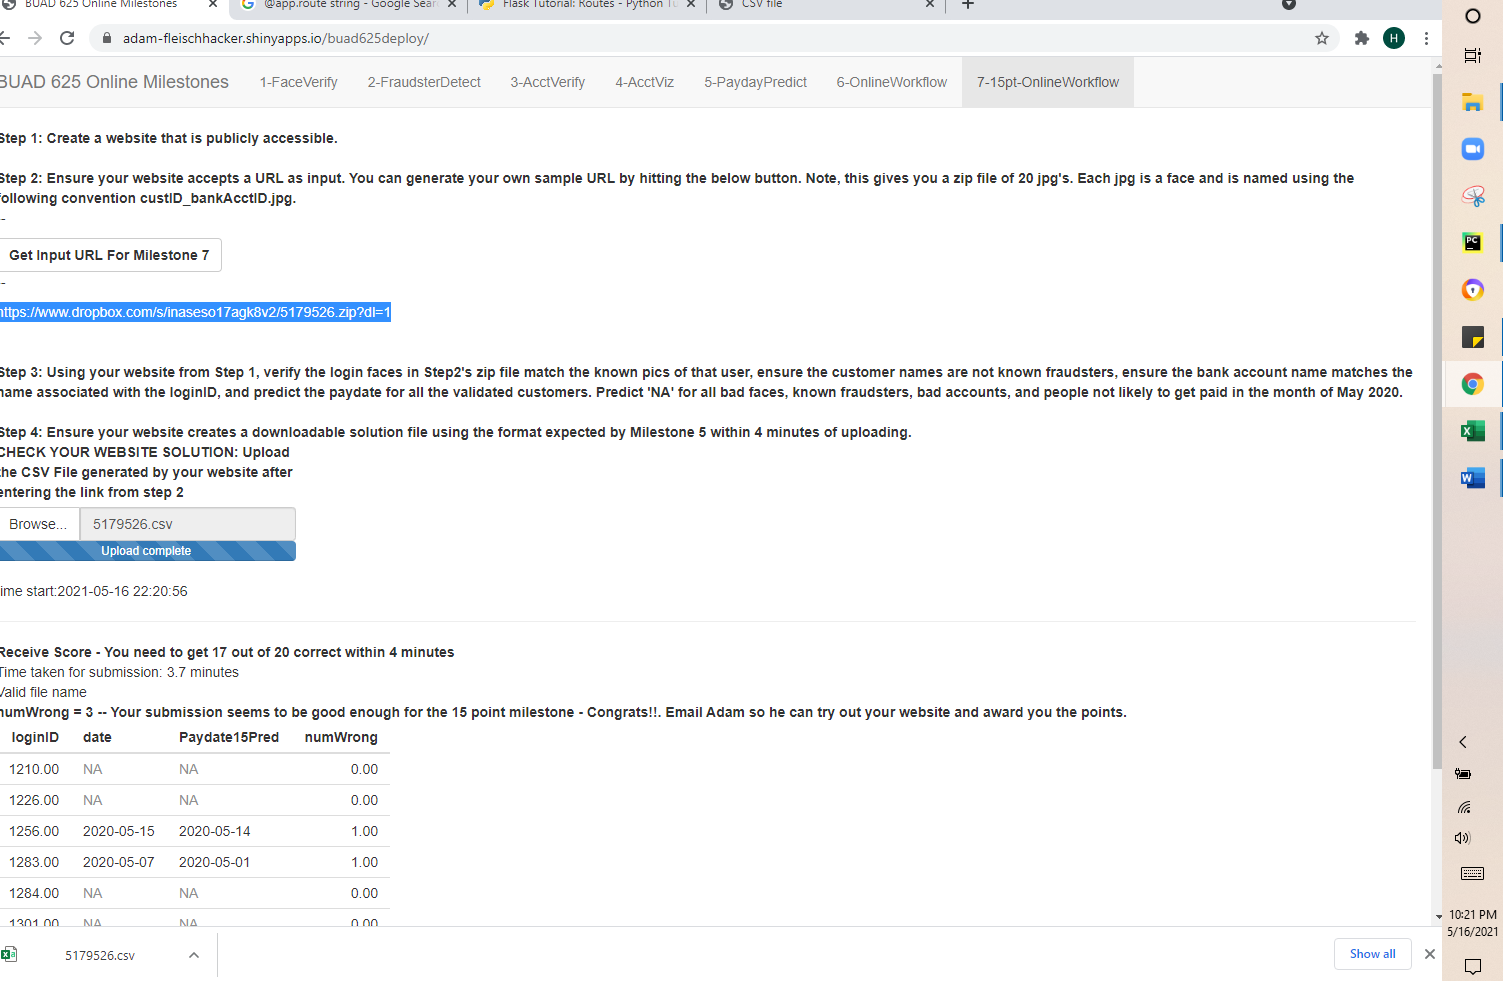 BUAD 625 Online Milestones
@app.route string - Google Sear
Flask Tutorial: Routes - Python Tu
CSV file
adam-fleischhacker.shinyapps.io/buad625deploy/
H
BUAD 625 Online Milestones 1-FaceVerify 2-FraudsterDetect 3-AcctVerify 4-AcctViz 5-PaydayPredict 6-OnlineWorkflow 7-15pt-OnlineWorkflow
Step 1: Create a website that is publicly accessible.
Step 2: Ensure your website accepts a URL as input. You can generate your own sample URL by hitting the below button. Note, this gives you a zip file of 20 jpg's. Each jpg is a face and is named using the
following convention custID_bankAcctID.jpg.
--
Get Input URL For Milestone 7
--
https://www.dropbox.com/s/inaseso17agk8v2/5179526.zip?dl=1
Step 3: Using your website from Step 1, verify the login faces in Step2's zip file match the known pics of that user, ensure the customer names are not known fraudsters, ensure the bank account name matches the
name associated with the loginID, and predict the paydate for all the validated customers. Predict 'NA' for all bad faces, known fraudsters, bad accounts, and people not likely to get paid in the month of May 2020.
Step 4: Ensure your website creates a downloadable solution file using the format expected by Milestone 5 within 4 minutes of uploading.
CHECK YOUR WEBSITE SOLUTION: Upload
the CSV File generated by your website after
entering the link from step 2
Browse... 5179526.csv
Upload complete
time start:2021-05-16 22:20:56
Receive Score - You need to get 17 out of 20 correct within 4 minutes
Time taken for submission: 3.7 minutes
Valid file name
numWrong = 3 -- Your submission seems to be good enough for the 15 point milestone - Congrats!!. Email Adam so he can try out your website and award you the points.
loginID date Paydate15Pred numWrong
1210.00 NA NA 0.00
1226.00 NA NA 0.00
1256.00 2020-05-15 2020-05-14 1.00
1283.00 2020-05-07 2020-05-01 1.00
1284.00 NA NA 0.00
1301.00 NA NA 0.00
5179526.csv
Show all
PC
10:21 PM
5/16/2021